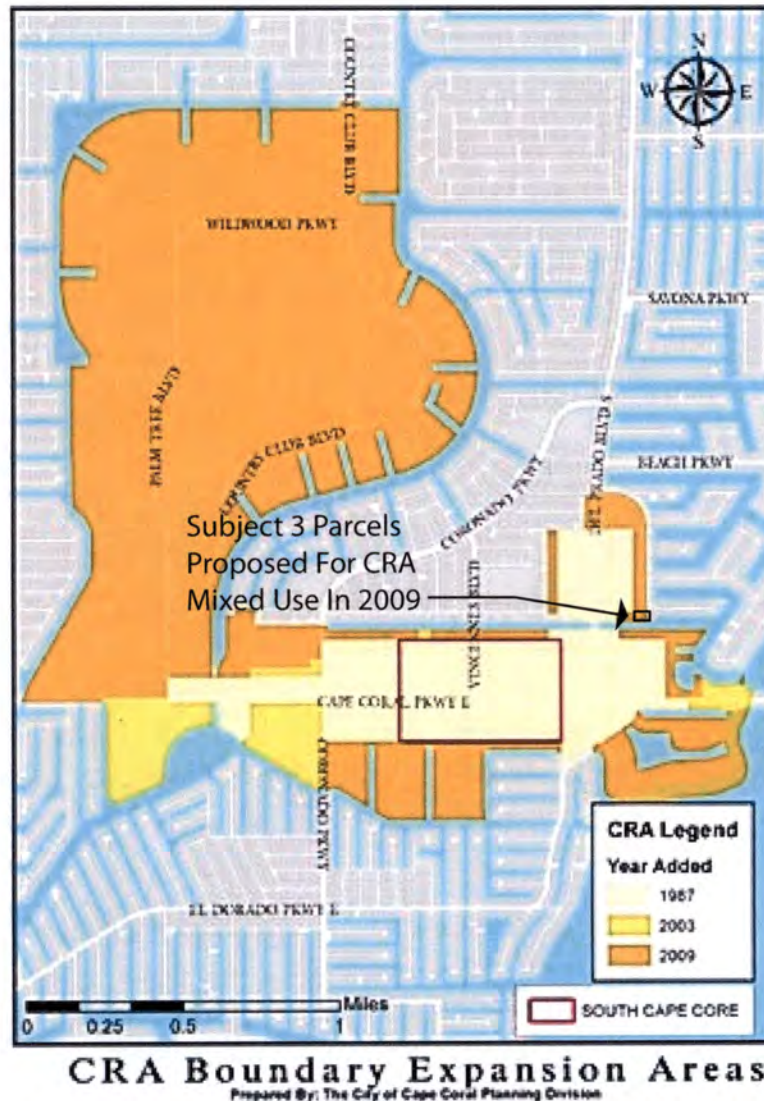 COUNTRY CLUB BLVD
N
W E
S
WILDWOOD PKWY
SAVONA PKWY
PALM TREE BLVD
COUNTRY CLUB BLVD
DEL PRADO BLVD S
BEACH PKWY
CORONADO PKWY
Subject 3 Parcels
Proposed For CRA
Mixed Use In 2009
VINCENNES BLVD
CAPE CORAL PKWY E
CORONADO PKWY
EL DORADO PKWY E
CRA Legend
Year Added
1987
2003
2009
SOUTH CAPE CORE
Miles
0 0.25 0.5 1
CRA Boundary Expansion Areas
Prepared By: The City of Cape Coral Planning Division